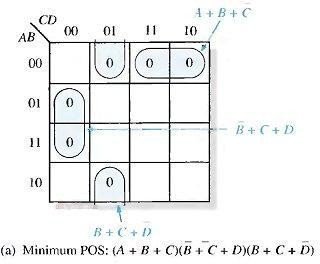 A + B + C̅
CD
AB
00 01 11 10
00 0 0 0
01 0
B̅ + C + D
11 0
10 0
B + C + D̅
(a) Minimum POS: (A + B + C̅)(B̅ + C + D)(B + C + D̅)